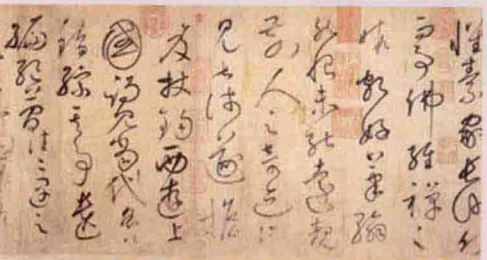 懷素家長沙幼而
事佛經禪之
暇頗好筆翰
然恨未能遠覩
前人之奇迹所
見甚淺遂擔
笈杖錫西遊上
國謁見當代名公
錯綜其事遺
編絕簡往往遇之